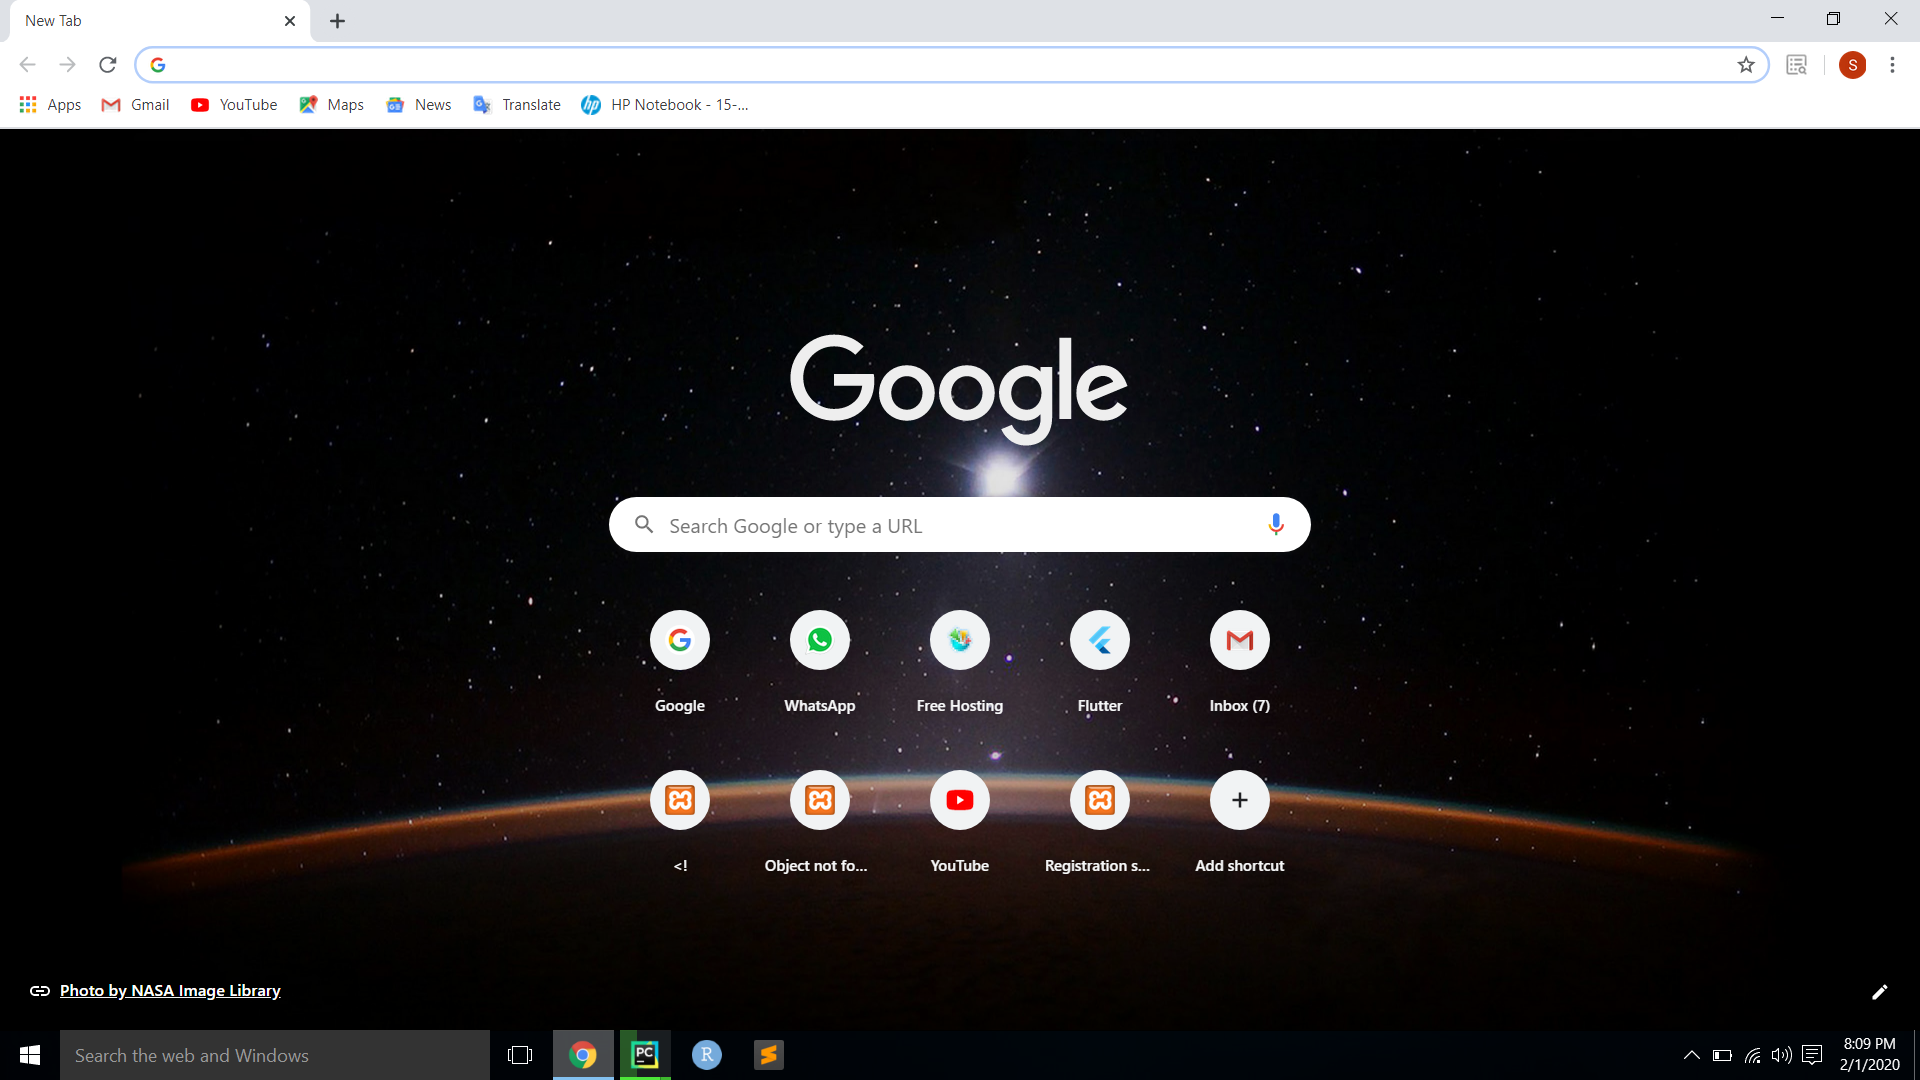 New Tab
S
Apps
Gmail
YouTube
Maps
News
Translate
HP Notebook - 15-...
Google
Search Google or type a URL
Google
WhatsApp
Free Hosting
Flutter
Inbox (7)
<!
Object not fo...
YouTube
Registration s...
Add shortcut
Photo by NASA Image Library
Search the web and Windows
PC
R
8:09 PM
2/1/2020